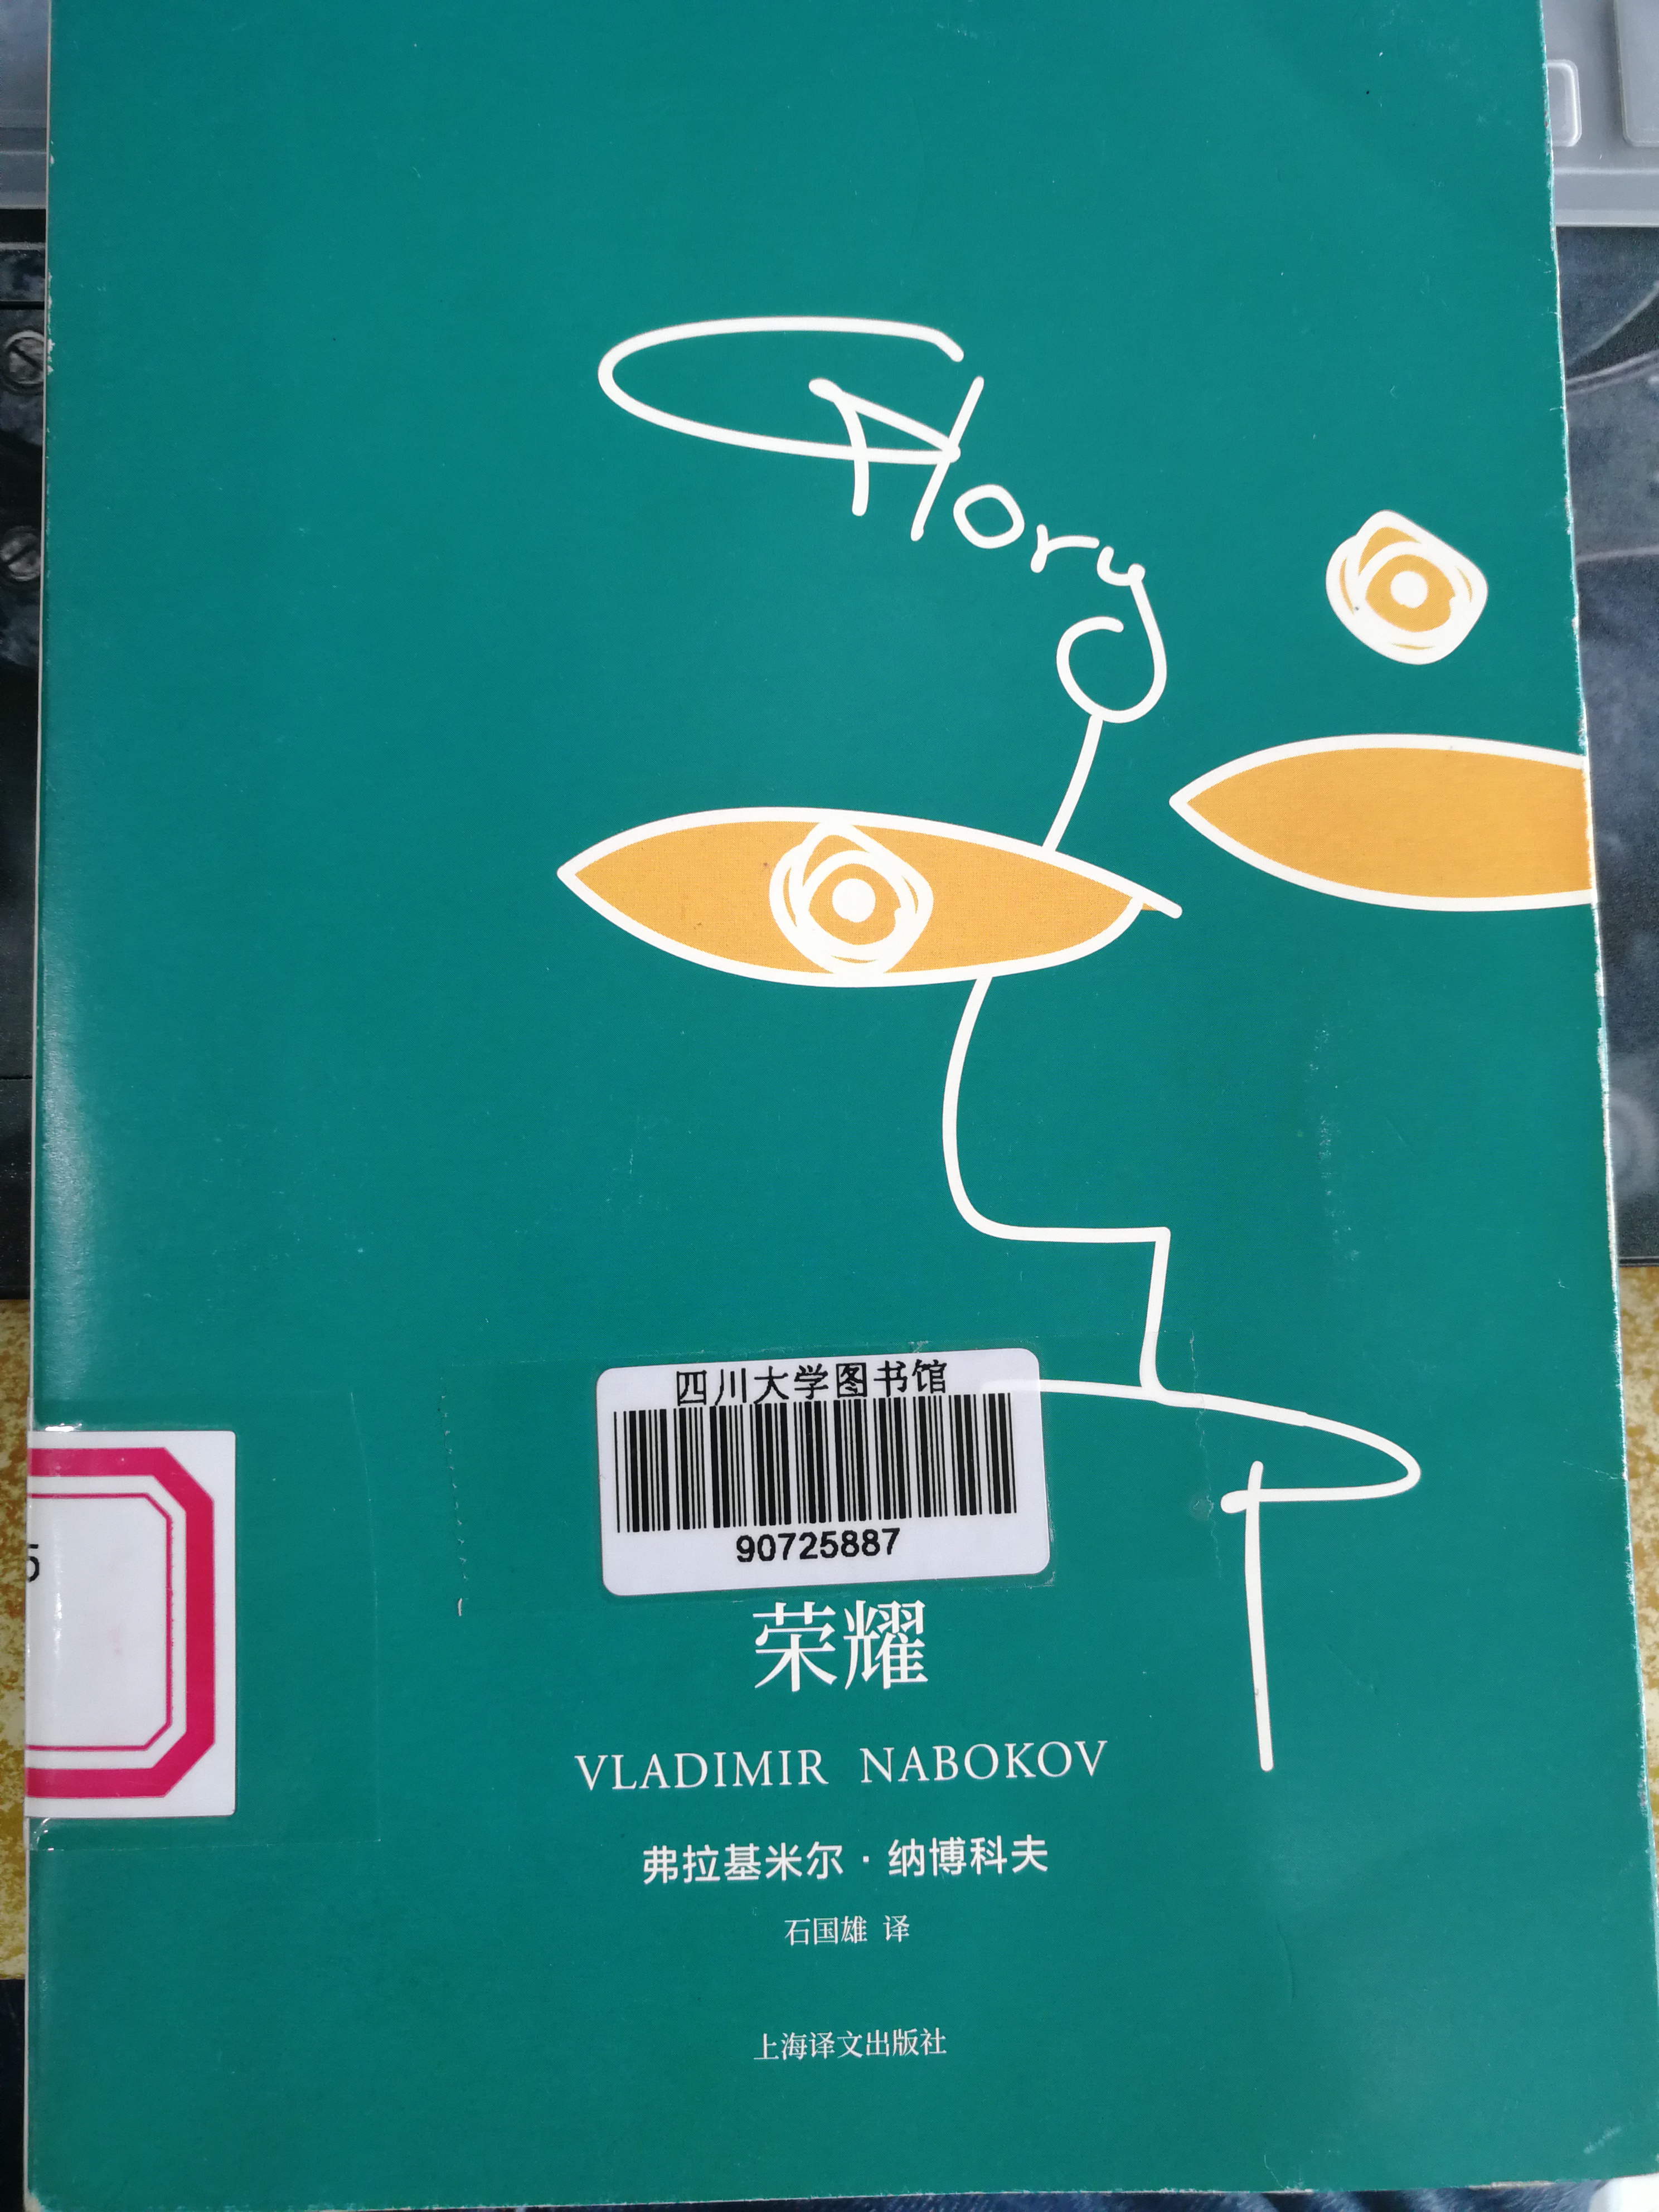 Glory
四川大学图书馆
90725887
5
荣耀
VLADIMIR NABOKOV
弗拉基米尔·纳博科夫
石国雄 译
上海译文出版社